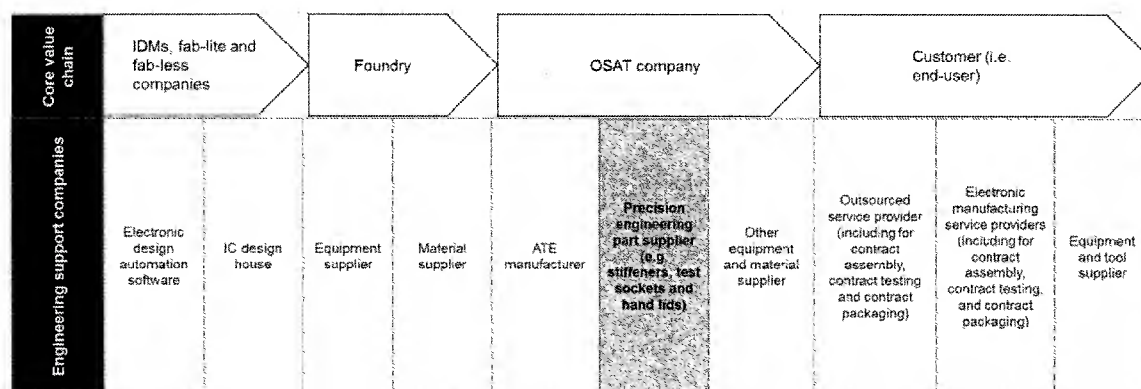 Core value
chain
IDMs, fab-lite and
fab-less
companies
Foundry
OSAT company
Customer (i.e.
end-user)
Engineering support companies
Electronic
design
automation
software
IC design
house
Equipment
supplier
Material
supplier
ATE
manufacturer
Precision
engineering
part supplier
(e.g.
stiffeners, test
sockets and
hand lids)
Other
equipment
and material
supplier
Outsourced
service provider
(including for
contract
assembly,
contract testing
and contract
packaging)
Electronic
manufacturing
service providers
(including for
contract
assembly,
contract testing,
and contract
packaging)
Equipment
and tool
supplier